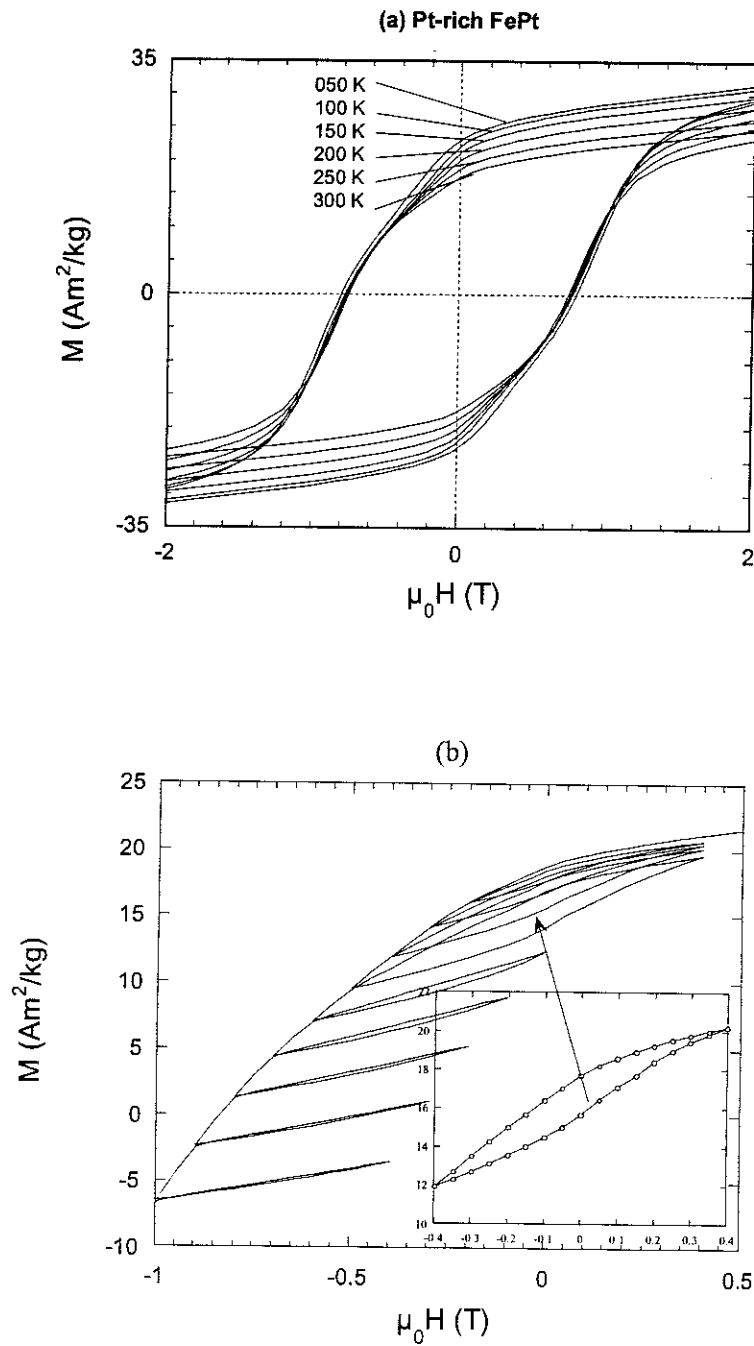 (a) Pt-rich FePt
35
050 K
100 K
150 K
200 K
250 K
300 K
M (Am²/kg)
0
-35
-2
0
2
µ₀H (T)
(b)
25
20
15
10
5
0
-5
-10
M (Am²/kg)
22
20
18
16
14
12
10
-0.4 -0.3 -0.2 -0.1 0 0.1 0.2 0.3 0.4
-1 -0.5 0 0.5
µ₀H (T)